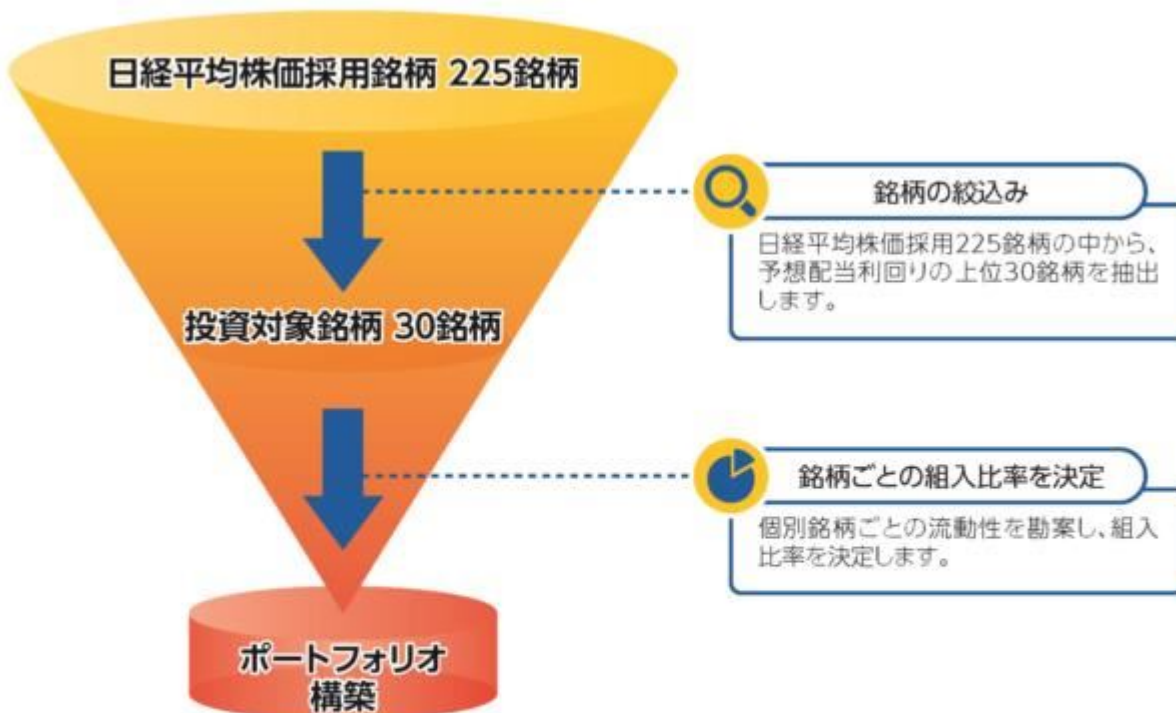 日経平均株価採用銘柄 225銘柄
銘柄の絞込み
日経平均株価採用225銘柄の中から、
予想配当利回りの上位30銘柄を抽出
します。
投資対象銘柄 30銘柄
銘柄ごとの組入比率を決定
個別銘柄ごとの流動性を勘案し、組入
比率を決定します。
ポートフォリオ
構築